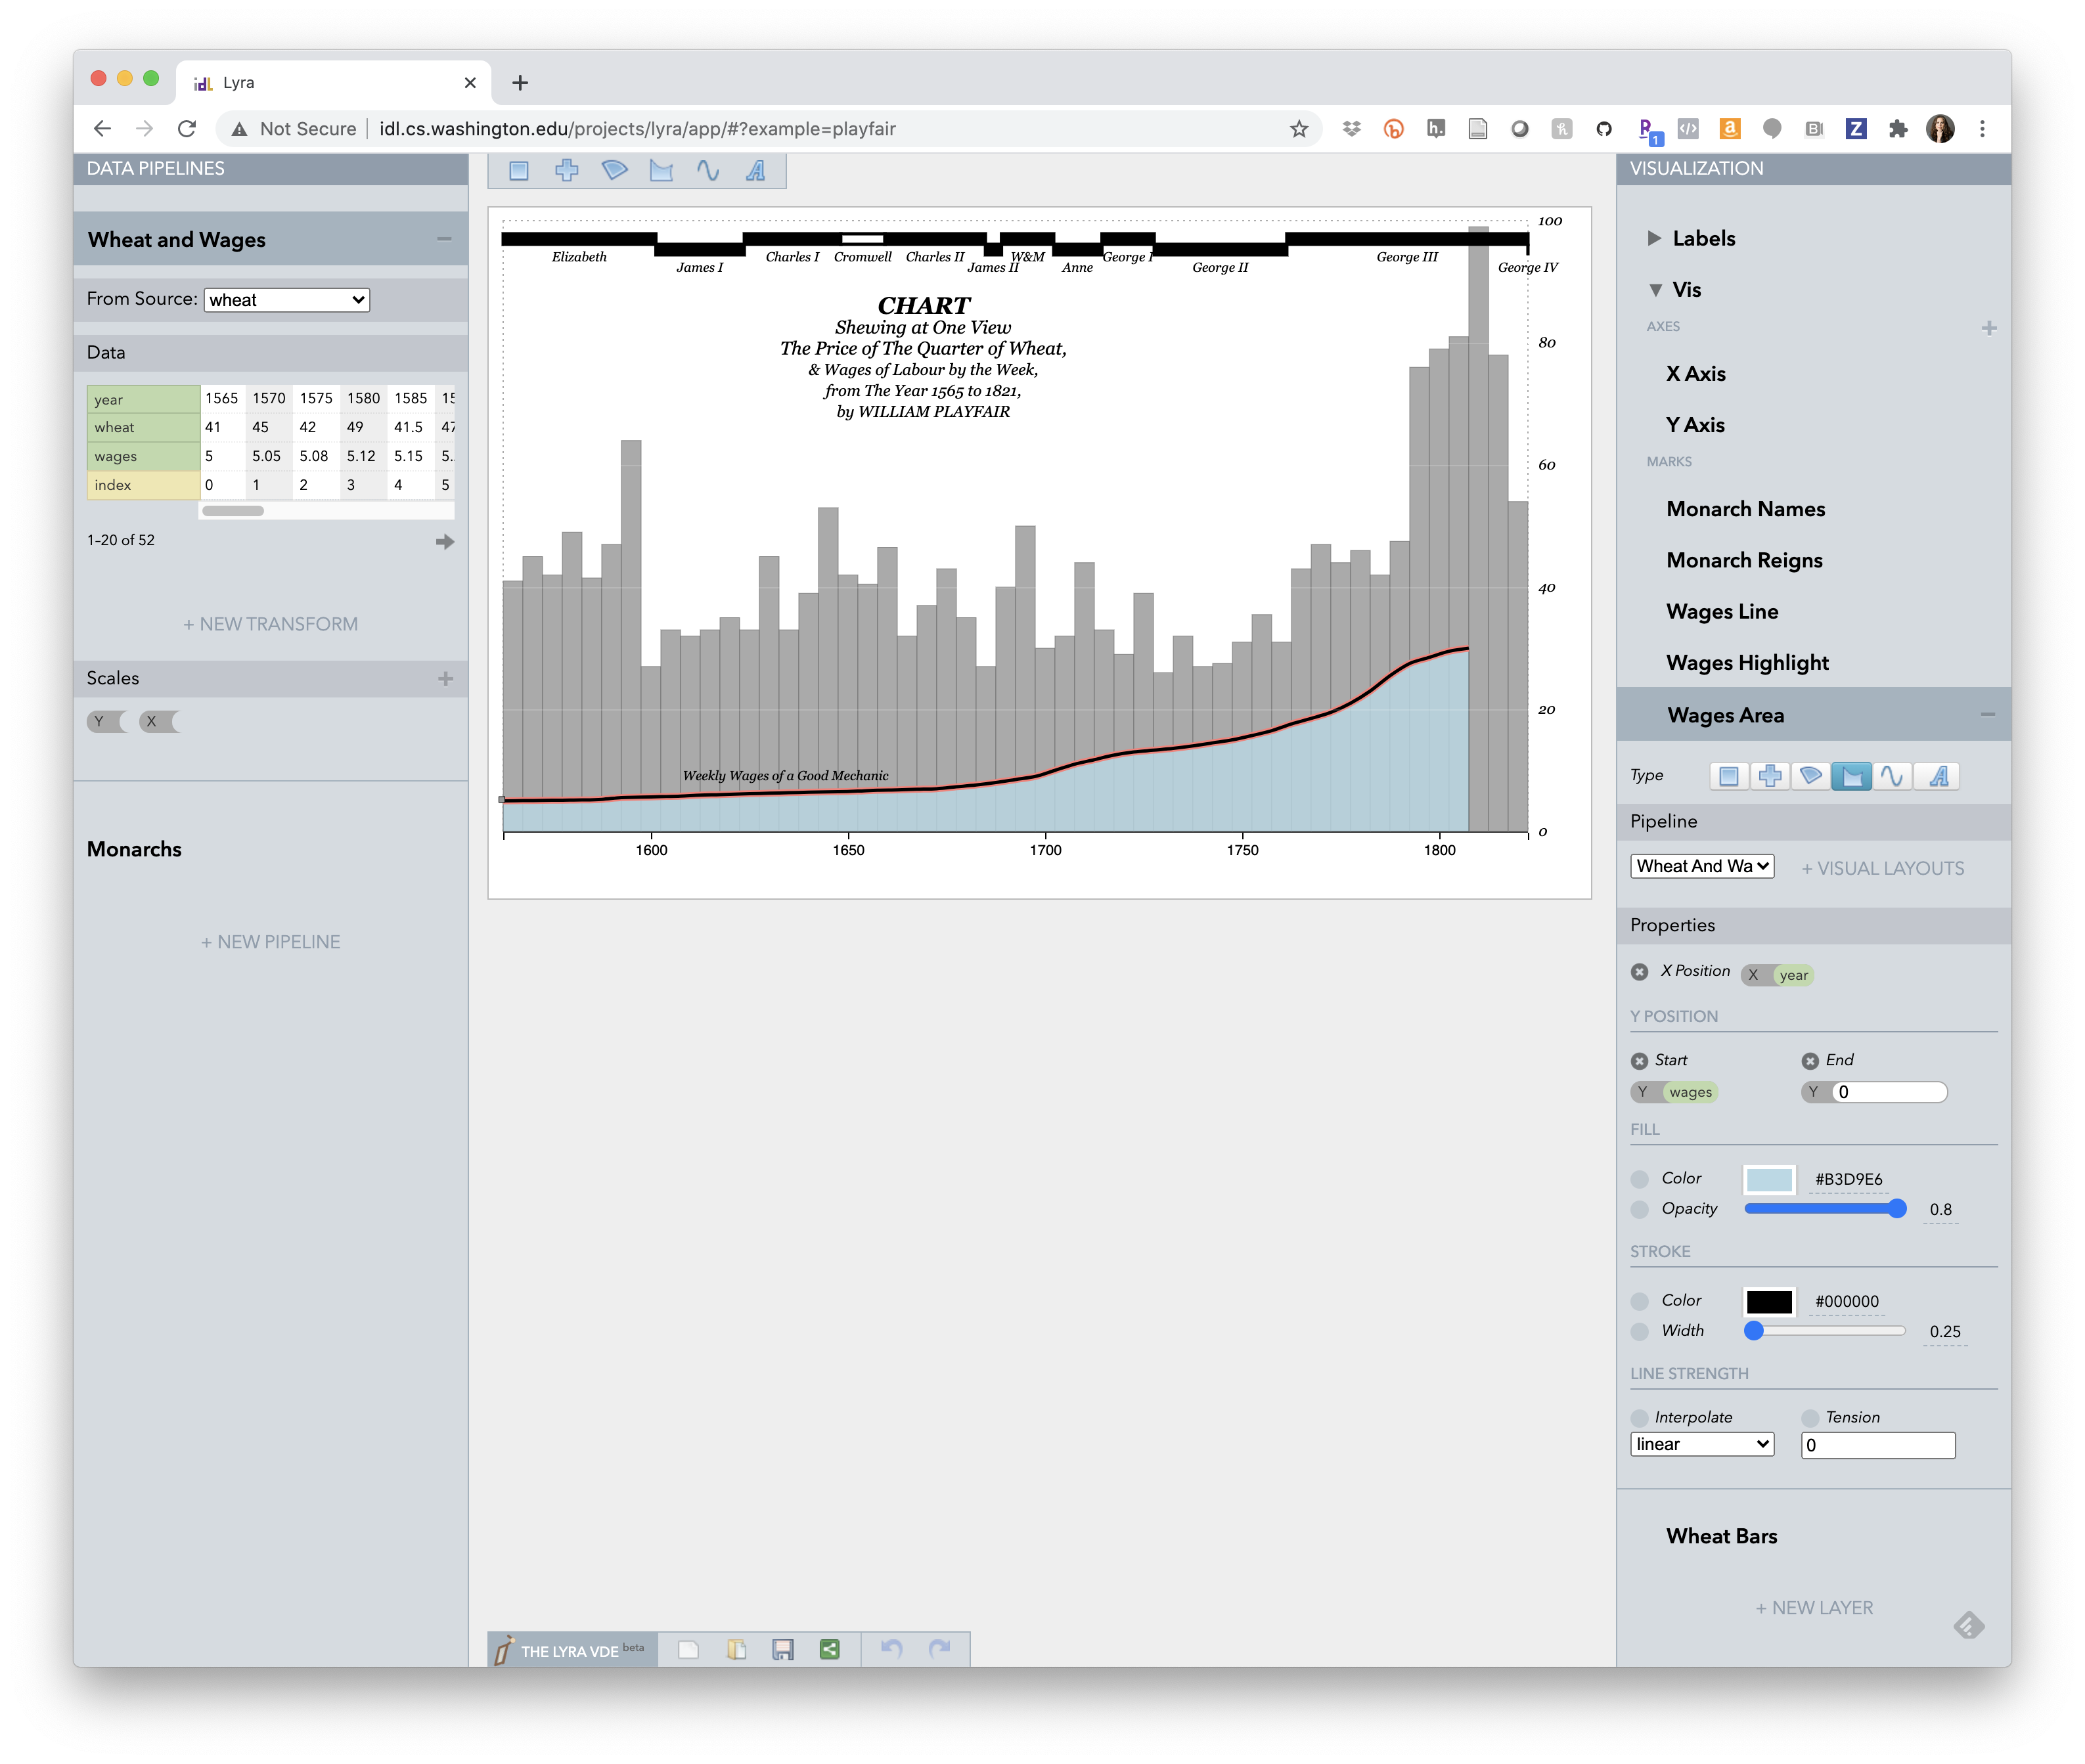 idL Lyra
Not Secure idl.cs.washington.edu/projects/lyra/app/#?example=playfair
DATA PIPELINES
Wheat and Wages
From Source: wheat
Data
year 1565 1570 1575 1580 1585
wheat 41 45 42 49 41.5 47
wages 5 5.05 5.08 5.12 5.15 5.
index 0 1 2 3 4 5
1–20 of 52
+ NEW TRANSFORM
Scales
Y X
Monarchs
+ NEW PIPELINE
Elizabeth
James I
Charles I
Cromwell
Charles II
James II
W&M
Anne
George I
George II
George III
George IV
CHART
Shewing at One View
The Price of The Quarter of Wheat,
& Wages of Labour by the Week,
from The Year 1565 to 1821,
by WILLIAM PLAYFAIR
100
80
60
40
20
0
Weekly Wages of a Good Mechanic
1600 1650 1700 1750 1800
THE LYRA VDE beta
VISUALIZATION
Labels
Vis
AXES
X Axis
Y Axis
MARKS
Monarch Names
Monarch Reigns
Wages Line
Wages Highlight
Wages Area
Type
Pipeline
Wheat And Wa + VISUAL LAYOUTS
Properties
X Position X year
Y POSITION
Start End
Y wages Y 0
FILL
Color #B3D9E6
Opacity 0.8
STROKE
Color #000000
Width 0.25
LINE STRENGTH
Interpolate Tension
linear 0
Wheat Bars
+ NEW LAYER